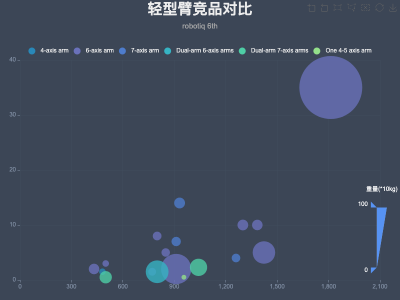 轻型臂竞品对比
robotiq 6th
4-axis arm 6-axis arm 7-axis arm Dual-arm 6-axis arms Dual-arm 7-axis arms One 4-5 axis arm
40
30
20
10
0
0 300 600 900 1,200 1,500 1,800 2,100
重量(*10kg)
100
0